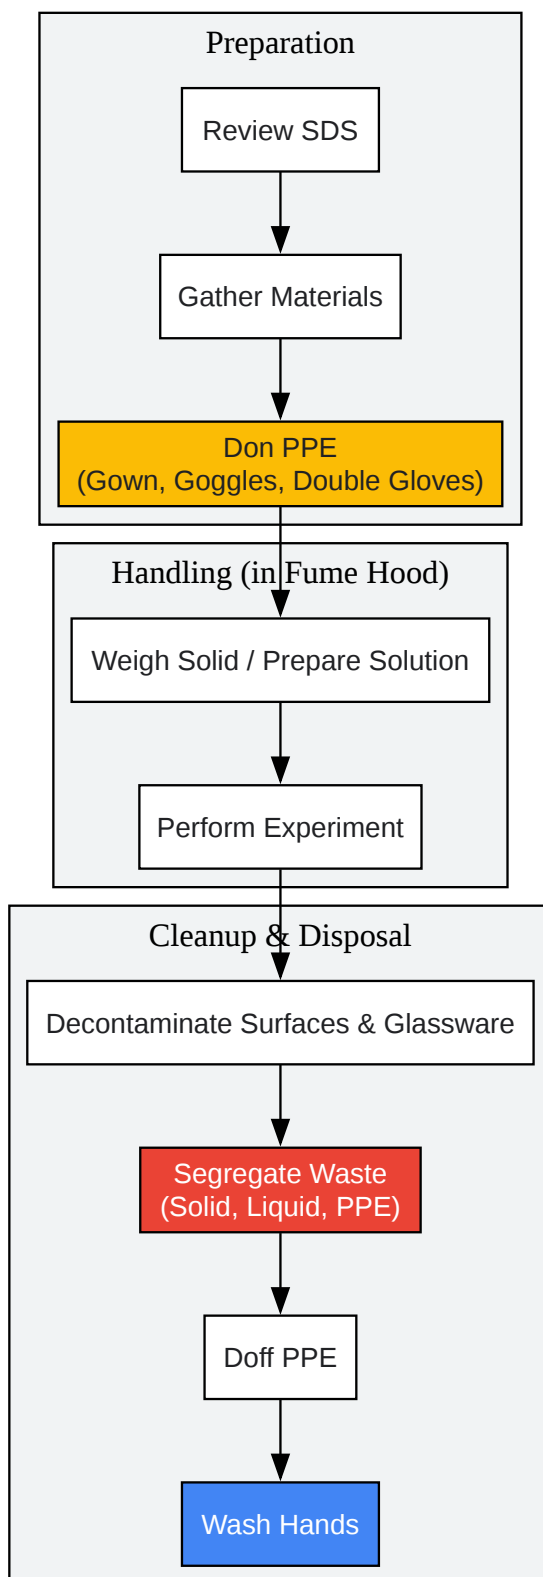 Preparation
Review SDS
Gather Materials
Don PPE
(Gown, Goggles, Double Gloves)
Handling (in Fume Hood)
Weigh Solid / Prepare Solution
Perform Experiment
Cleanup & Disposal
Decontaminate Surfaces & Glassware
Segregate Waste
(Solid, Liquid, PPE)
Doff PPE
Wash Hands